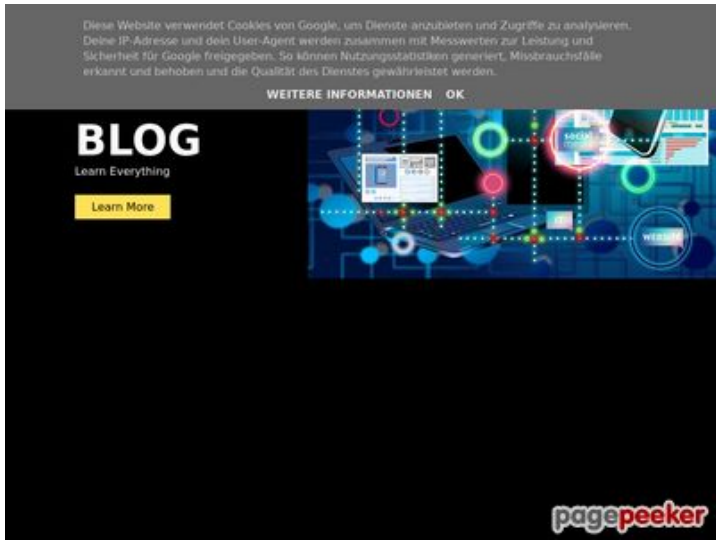 Diese Website verwendet Cookies von Google, um Dienste anzubieten und Zugriffe zu analysieren.
Deine IP-Adresse und dein User-Agent werden zusammen mit Messwerten zur Leistung und
Sicherheit für Google freigegeben. So können Nutzungsstatistiken generiert, Missbrauchsfälle
erkannt und behoben und die Qualität des Dienstes gewährleistet werden.
WEITERE INFORMATIONEN OK
BLOG
Learn Everything
Learn More
social
media
WEBSITE
pagepeeker